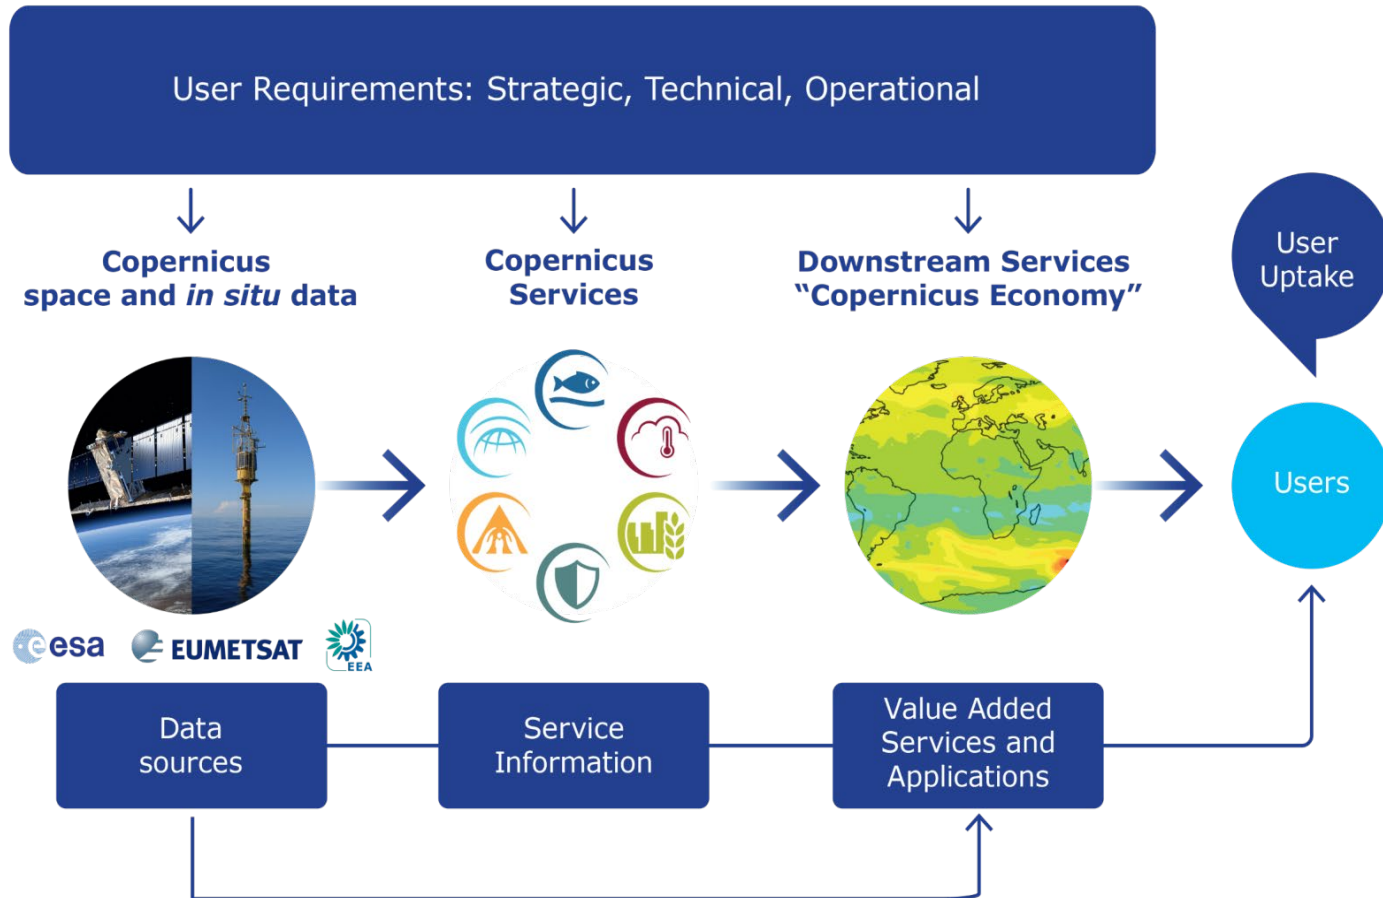 User Requirements: Strategic, Technical, Operational
Copernicus
space and in situ data
Copernicus
Services
Downstream Services
“Copernicus Economy”
User
Uptake
Users
esa
EUMETSAT
EEA
Data
sources
Service
Information
Value Added
Services and
Applications